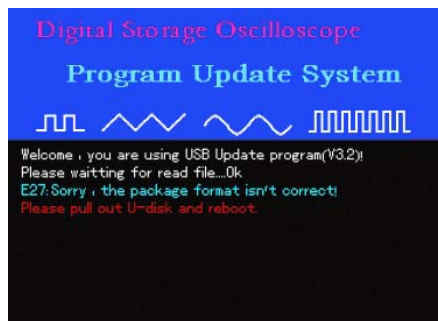 Digital Storage Oscilloscope
Program Update System
Welcome , you are using USB Update program(V3.2)!
Please waitting for read file....Ok
E27:Sorry , the package format isn't correct!
Please pull out U-disk and reboot.